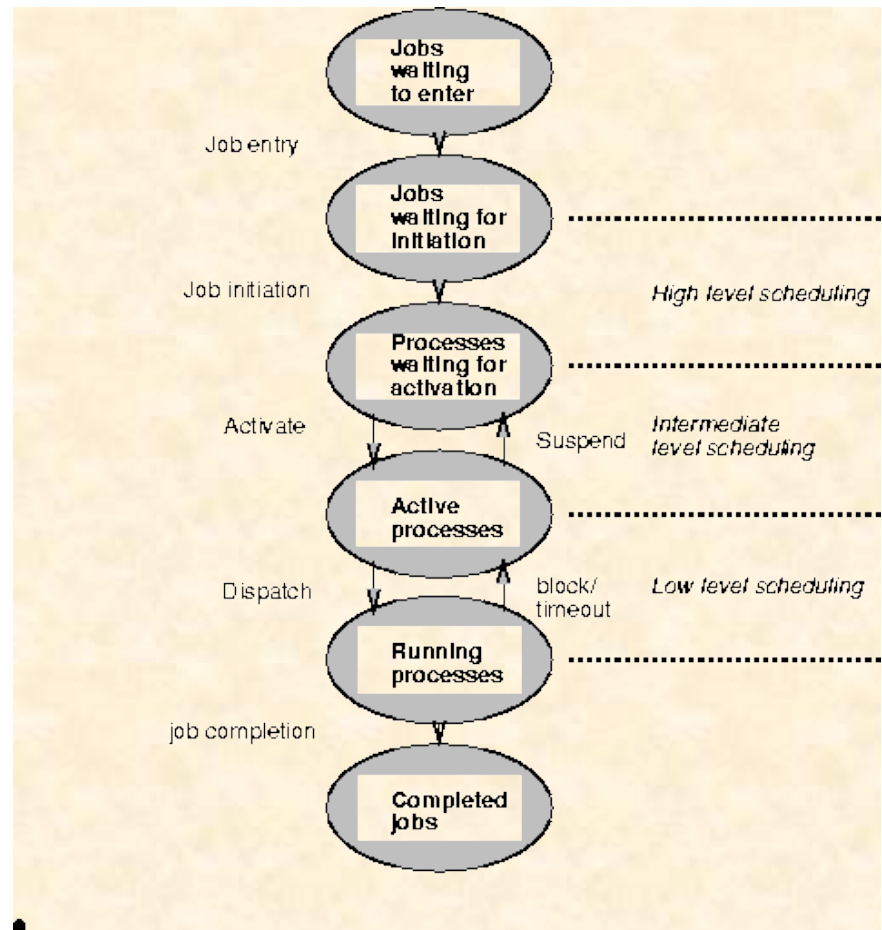 Jobs
waiting
to enter
Job entry
Jobs
waiting for
initiation
Job initiation
High level scheduling
Processes
waiting for
activation
Activate
Suspend
Intermediate
level scheduling
Active
processes
Dispatch
block/
timeout
Low level scheduling
Running
processes
job completion
Completed
jobs